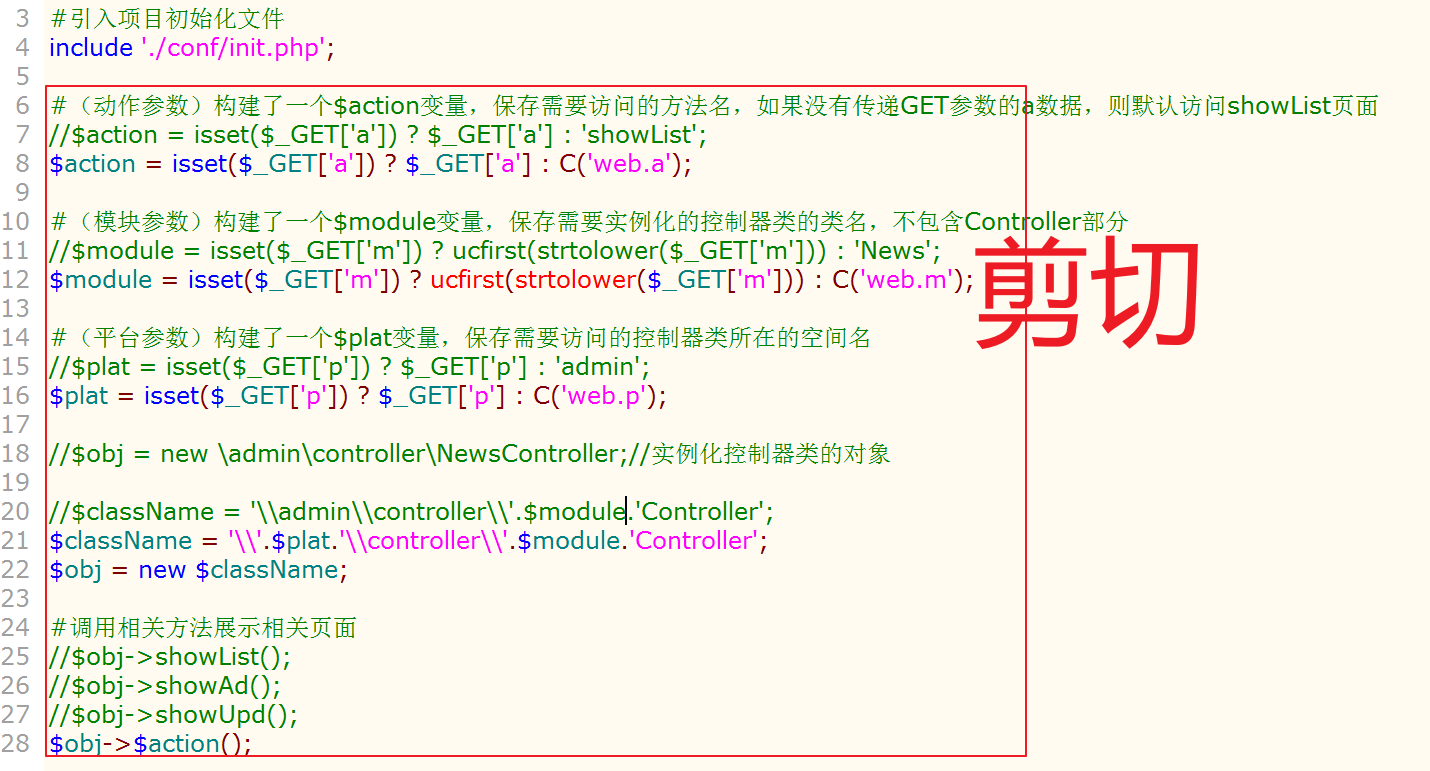 3 #引入项目初始化文件
4 include './conf/init.php';
5
6 #（动作参数）构建了一个$action变量，保存需要访问的方法名，如果没有传递GET参数的a数据，则默认访问showList页面
7 //$action = isset($_GET['a']) ? $_GET['a'] : 'showList';
8 $action = isset($_GET['a']) ? $_GET['a'] : C('web.a');
9
10 #（模块参数）构建了一个$module变量，保存需要实例化的控制器类的类名，不包含Controller部分
11 //$module = isset($_GET['m']) ? ucfirst(strtolower($_GET['m'])) : 'News';
12 $module = isset($_GET['m']) ? ucfirst(strtolower($_GET['m'])) : C('web.m');
剪切
13
14 #（平台参数）构建了一个$plat变量，保存需要访问的控制器类所在的空间名
15 //$plat = isset($_GET['p']) ? $_GET['p'] : 'admin';
16 $plat = isset($_GET['p']) ? $_GET['p'] : C('web.p');
17
18 //$obj = new \admin\controller\NewsController;//实例化控制器类的对象
19
20 //$className = '\\admin\\controller\\'.$module.'Controller';
21 $className = '\\'.$plat.'\\controller\\'.$module.'Controller';
22 $obj = new $className;
23
24 #调用相关方法展示相关页面
25 //$obj->showList();
26 //$obj->showAd();
27 //$obj->showUpd();
28 $obj->$action();